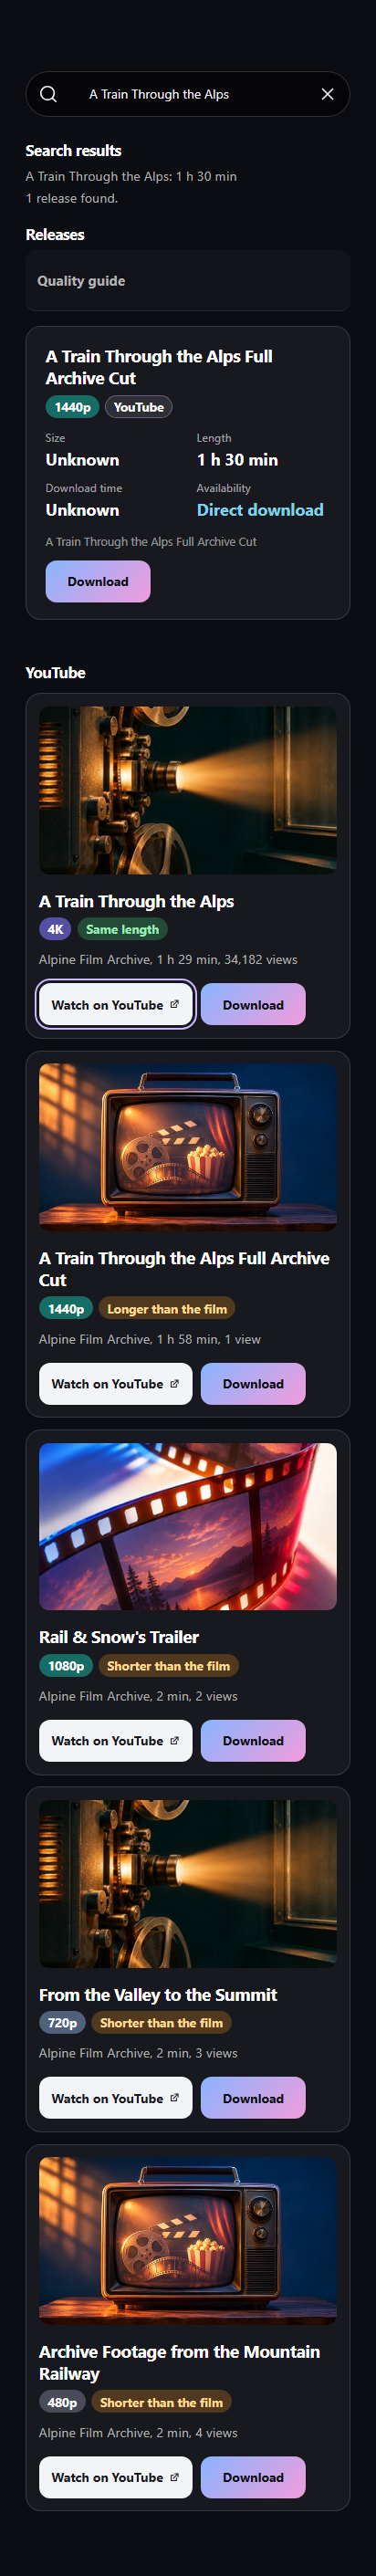 A Train Through the Alps
Search results
A Train Through the Alps: 1 h 30 min
1 release found.
Releases
Quality guide
A Train Through the Alps Full
Archive Cut
1440p YouTube
Size Length
Unknown 1 h 30 min
Download time Availability
Unknown Direct download
A Train Through the Alps Full Archive Cut
Download
YouTube
A Train Through the Alps
4K Same length
Alpine Film Archive, 1 h 29 min, 34,182 views
Watch on YouTube Download
A Train Through the Alps Full Archive
Cut
1440p Longer than the film
Alpine Film Archive, 1 h 58 min, 1 view
Watch on YouTube Download
Rail & Snow's Trailer
1080p Shorter than the film
Alpine Film Archive, 2 min, 2 views
Watch on YouTube Download
From the Valley to the Summit
720p Shorter than the film
Alpine Film Archive, 2 min, 3 views
Watch on YouTube Download
Archive Footage from the Mountain
Railway
480p Shorter than the film
Alpine Film Archive, 2 min, 4 views
Watch on YouTube Download